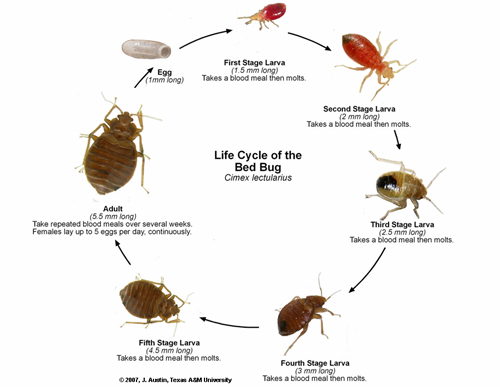 Egg
(1mm long)
First Stage Larva
(1.5 mm long)
Takes a blood meal then molts.
Second Stage Larva
(2 mm long)
Takes a blood meal then molts.
Life Cycle of the
Bed Bug
Cimex lectularius
Adult
(5.5 mm long)
Take repeated blood meals over several weeks.
Females lay up to 5 eggs per day, continuously.
Third Stage Larva
(2.5 mm long)
Takes a blood meal then molts.
Fifth Stage Larva
(4.5 mm long)
Takes a blood meal then molts.
Fourth Stage Larva
(3 mm long)
Takes a blood meal then molts.
© 2007, J. Austin, Texas A&M University